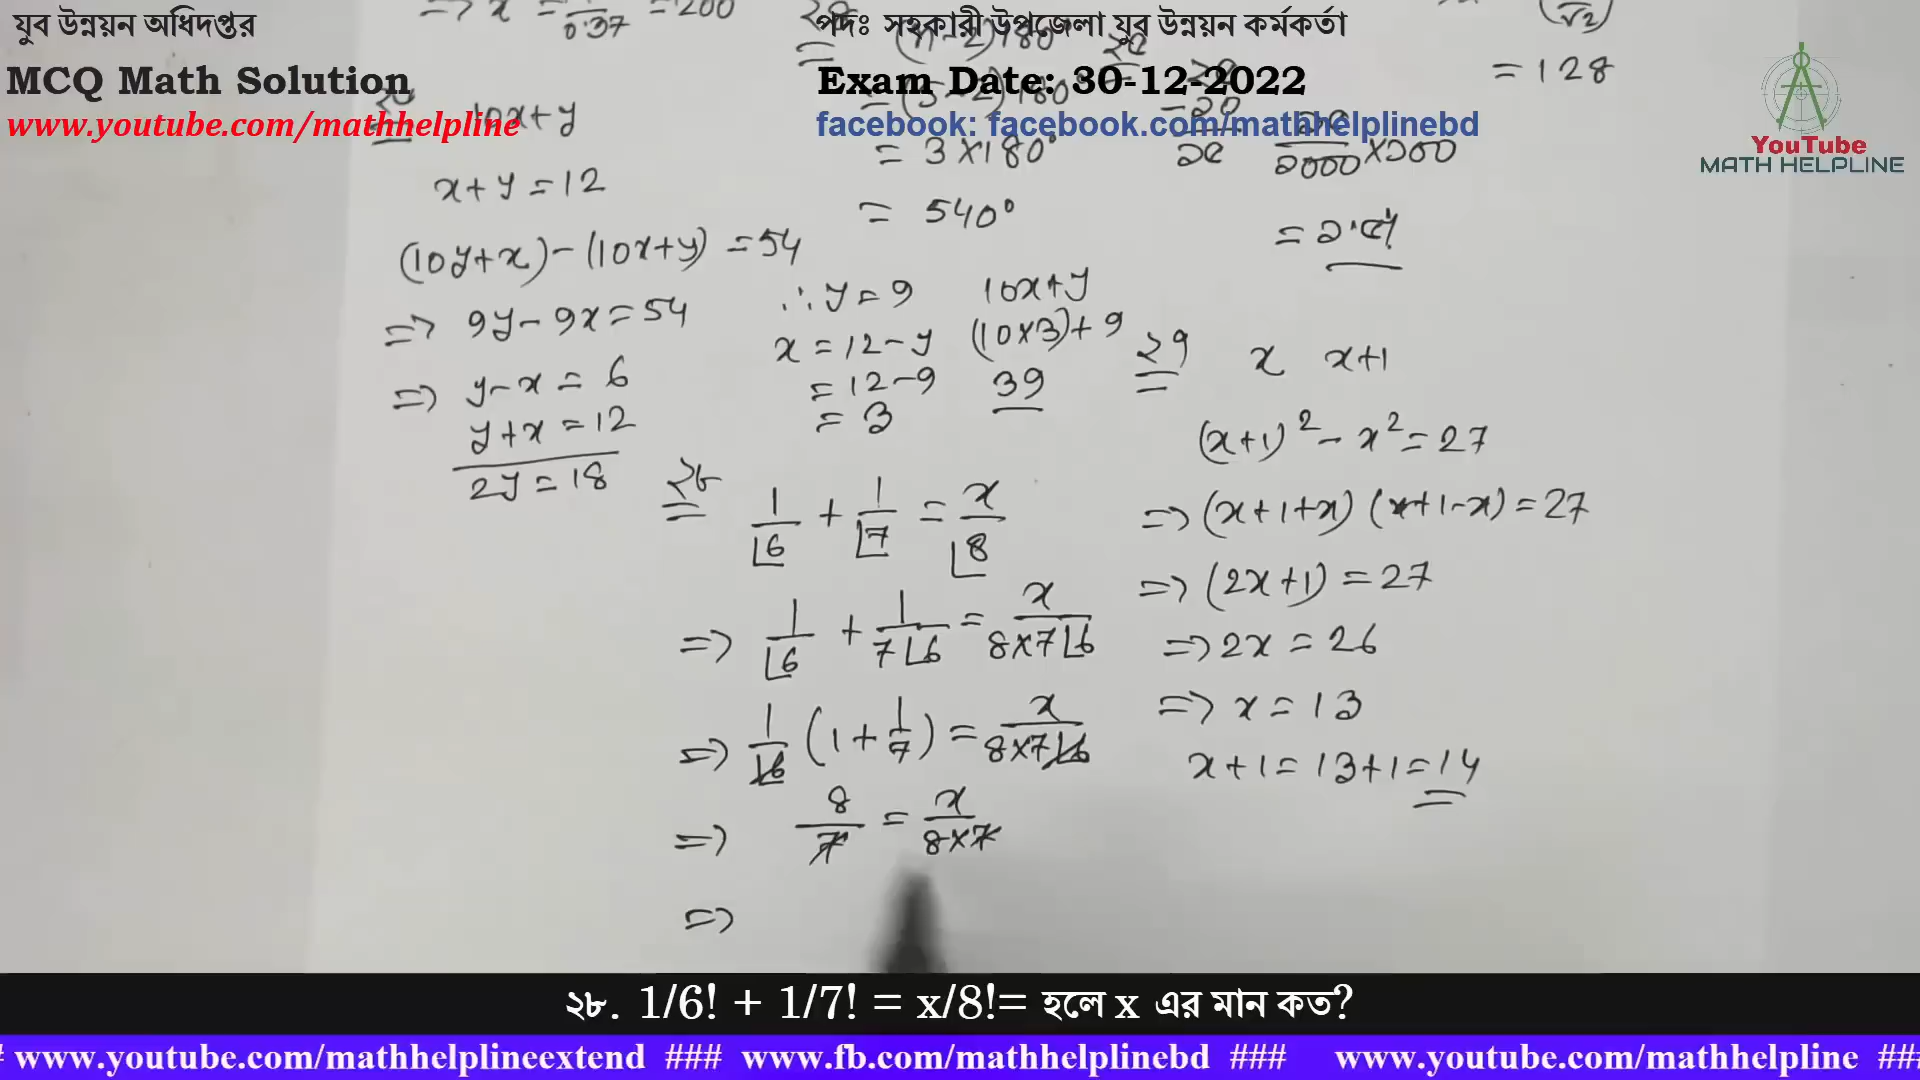 যুব উন্নয়ন অধিদপ্তর
পদঃ সহকারী উপজেলা যুব উন্নয়ন কর্মকর্তা
MCQ Math Solution
Exam Date: 30-12-2022
www.youtube.com/mathhelpline
facebook: facebook.com/mathhelplinebd
YouTube
MATH HELPLINE
=> x = 1/0.37 = 200
= 128
10x+y
x+y = 12
(10y+x) - (10x+y) = 54
=> 9y - 9x = 54
=> y - x = 6
y + x = 12
2y = 18
∴ y = 9
x = 12 - y
= 12 - 9
= 3
10x+y
(10×3)+9
39
= 3×180°
= 540°
২৭
x x+1
(x+1)² - x² = 27
=> (x+1+x) (x+1-x) = 27
=> (2x+1) = 27
=> 2x = 26
=> x = 13
x+1 = 13+1 = 14
২৮
1/⌊6 + 1/⌊7 = x/⌊8
=> 1/⌊6 + 1/7⌊6 = x/8×7⌊6
=> 1/⌊6 (1 + 1/7) = x/8×7⌊6
=> 8/7 = x/8×7
=>
২৮. 1/6! + 1/7! = x/8!= হলে x এর মান কত?
# www.youtube.com/mathhelplineextend ### www.fb.com/mathhelplinebd ### www.youtube.com/mathhelpline ##